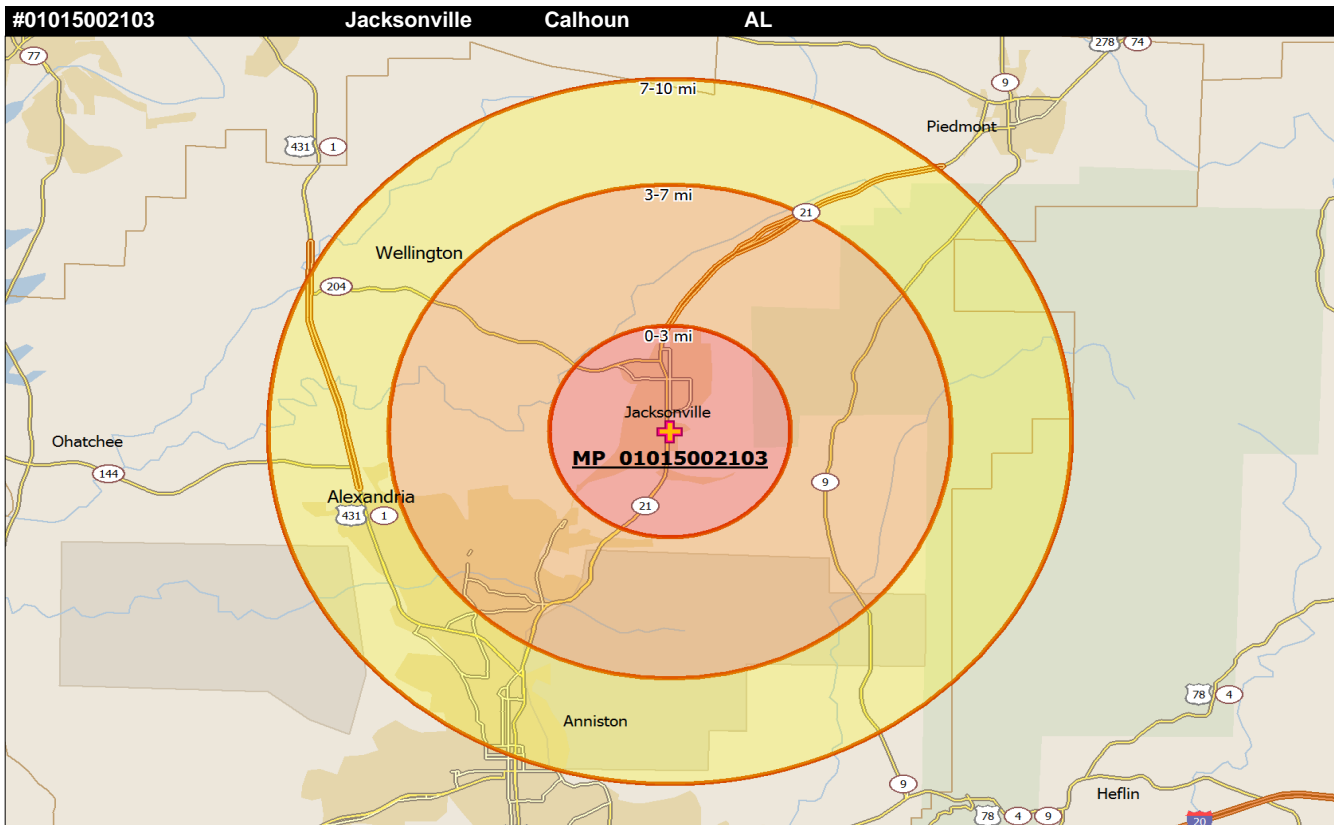 #01015002103 Jacksonville Calhoun AL
77
278 74
7-10 mi
9
Piedmont
431 1
3-7 mi
21
Wellington
204
0-3 mi
Jacksonville
Ohatchee
MP 01015002103
144
9
Alexandria
21
431 1
78 4
Anniston
9
Heflin
78 4 9
20